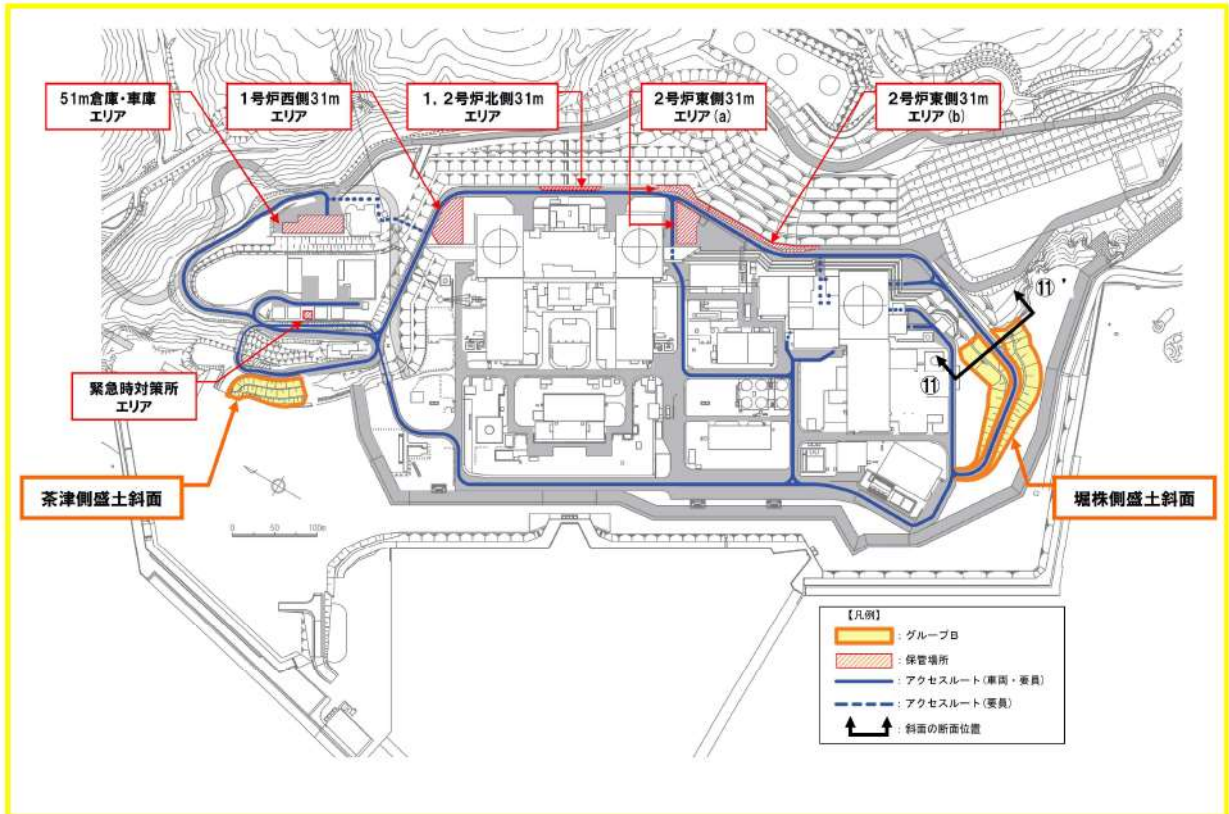 51m倉庫・車庫
エリア
1号炉西側31m
エリア
1，2号炉北側31m
エリア
2号炉東側31m
エリア(a)
2号炉東側31m
エリア(b)
⑪
⑪
緊急時対策所
エリア
茶津側盛土斜面
堀株側盛土斜面
0 50 100m
【凡例】
：グループB
：保管場所
：アクセスルート(車両・要員)
：アクセスルート(要員)
：斜面の断面位置